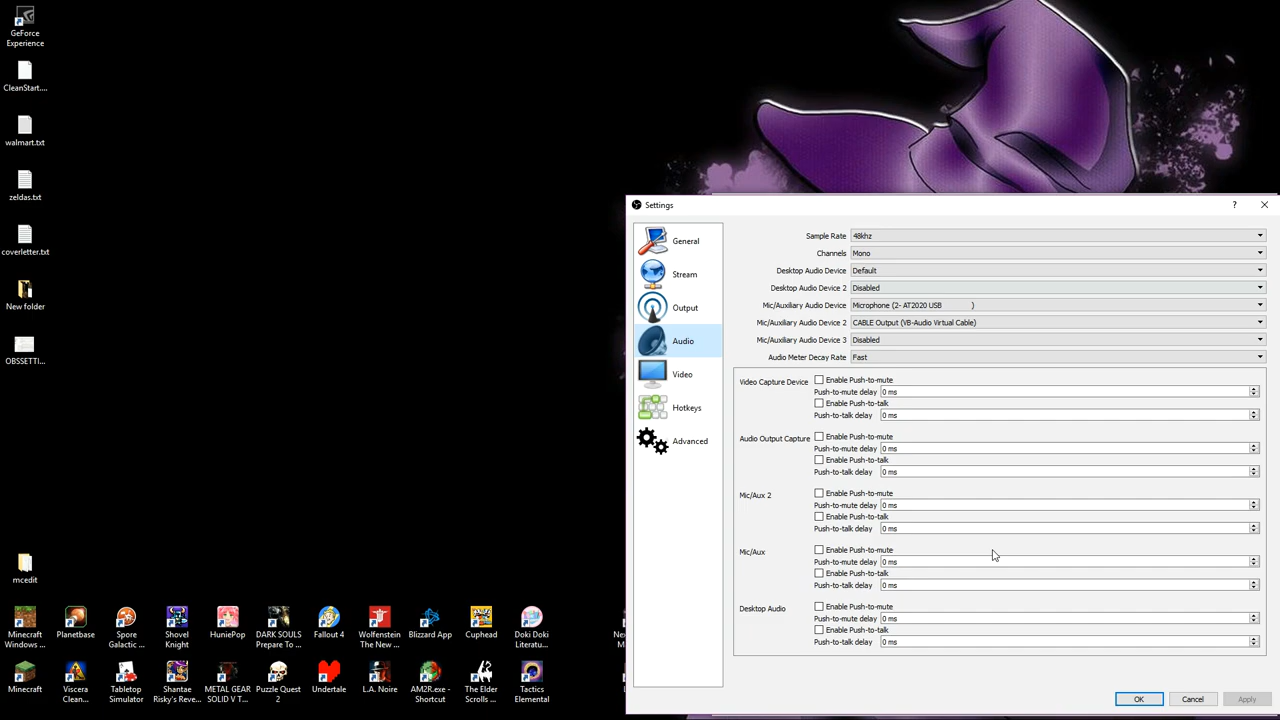 GeForce
Experience
CleanStart....
walmart.txt
zeldas.txt
coverletter.txt
New folder
OBSSETTI...
mcedit
Minecraft
Windows ...
Planetbase
Spore
Galactic ...
Shovel
Knight
HuniePop
DARK SOULS
Prepare To ...
Fallout 4
Wolfenstein
The New ...
Blizzard App
Cuphead
Doki Doki
Literatu...
Minecraft
Viscera
Clean...
Tabletop
Simulator
Shantae
Risky's Reve...
METAL GEAR
SOLID V T...
Puzzle Quest
2
Undertale
L.A. Noire
AM2R.exe -
Shortcut
The Elder
Scrolls ...
Tactics
Elemental
Settings
?
General
Stream
Output
Audio
Video
Hotkeys
Advanced
Sample Rate 48khz
Channels Mono
Desktop Audio Device Default
Desktop Audio Device 2 Disabled
Mic/Auxiliary Audio Device Microphone (2- AT2020 USB )
Mic/Auxiliary Audio Device 2 CABLE Output (VB-Audio Virtual Cable)
Mic/Auxiliary Audio Device 3 Disabled
Audio Meter Decay Rate Fast
Video Capture Device Enable Push-to-mute
Push-to-mute delay 0 ms
Enable Push-to-talk
Push-to-talk delay 0 ms
Audio Output Capture Enable Push-to-mute
Push-to-mute delay 0 ms
Enable Push-to-talk
Push-to-talk delay 0 ms
Mic/Aux 2 Enable Push-to-mute
Push-to-mute delay 0 ms
Enable Push-to-talk
Push-to-talk delay 0 ms
Mic/Aux Enable Push-to-mute
Push-to-mute delay 0 ms
Enable Push-to-talk
Push-to-talk delay 0 ms
Desktop Audio Enable Push-to-mute
Push-to-mute delay 0 ms
Enable Push-to-talk
Push-to-talk delay 0 ms
OK Cancel Apply